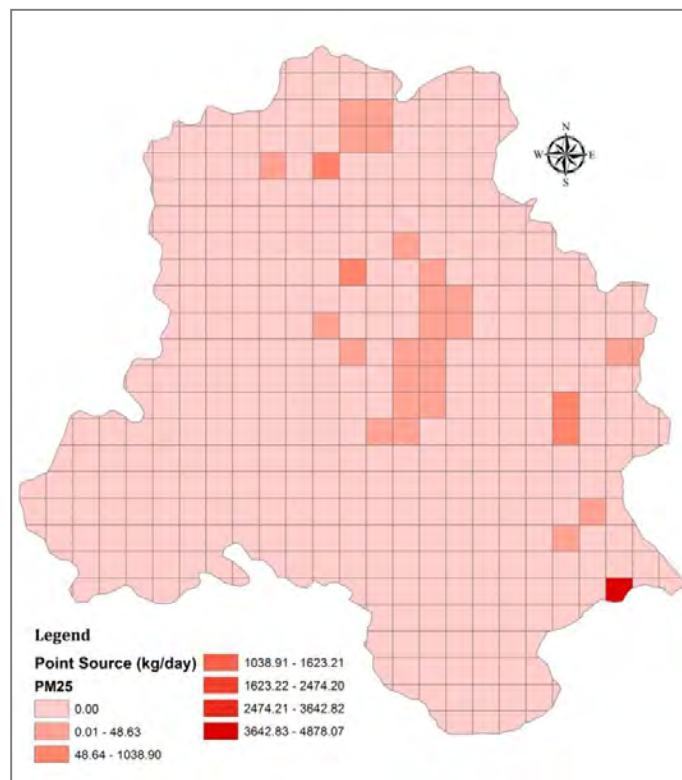 N
W E
S
Legend
Point Source (kg/day)
PM25
0.00
0.01 - 48.63
48.64 - 1038.90
1038.91 - 1623.21
1623.22 - 2474.20
2474.21 - 3642.82
3642.83 - 4878.07